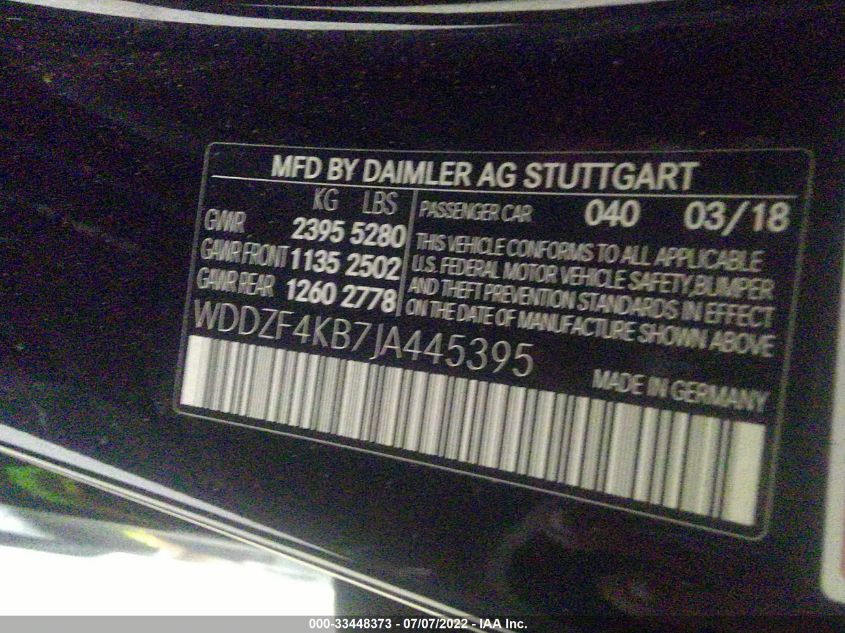 MFD BY DAIMLER AG STUTTGART
KG LBS
GVWR 2395 5280
GAWR FRONT 1135 2502
GAWR REAR 1260 2778
PASSENGER CAR 040 03/18
THIS VEHICLE CONFORMS TO ALL APPLICABLE
U.S. FEDERAL MOTOR VEHICLE SAFETY,BUMPER
AND THEFT PREVENTION STANDARDS IN EFFECT
ON THE DATE OF MANUFACTURE SHOWN ABOVE
WDDZF4KB7JA445395
MADE IN GERMANY
000-33448373 - 07/07/2022 - IAA Inc.